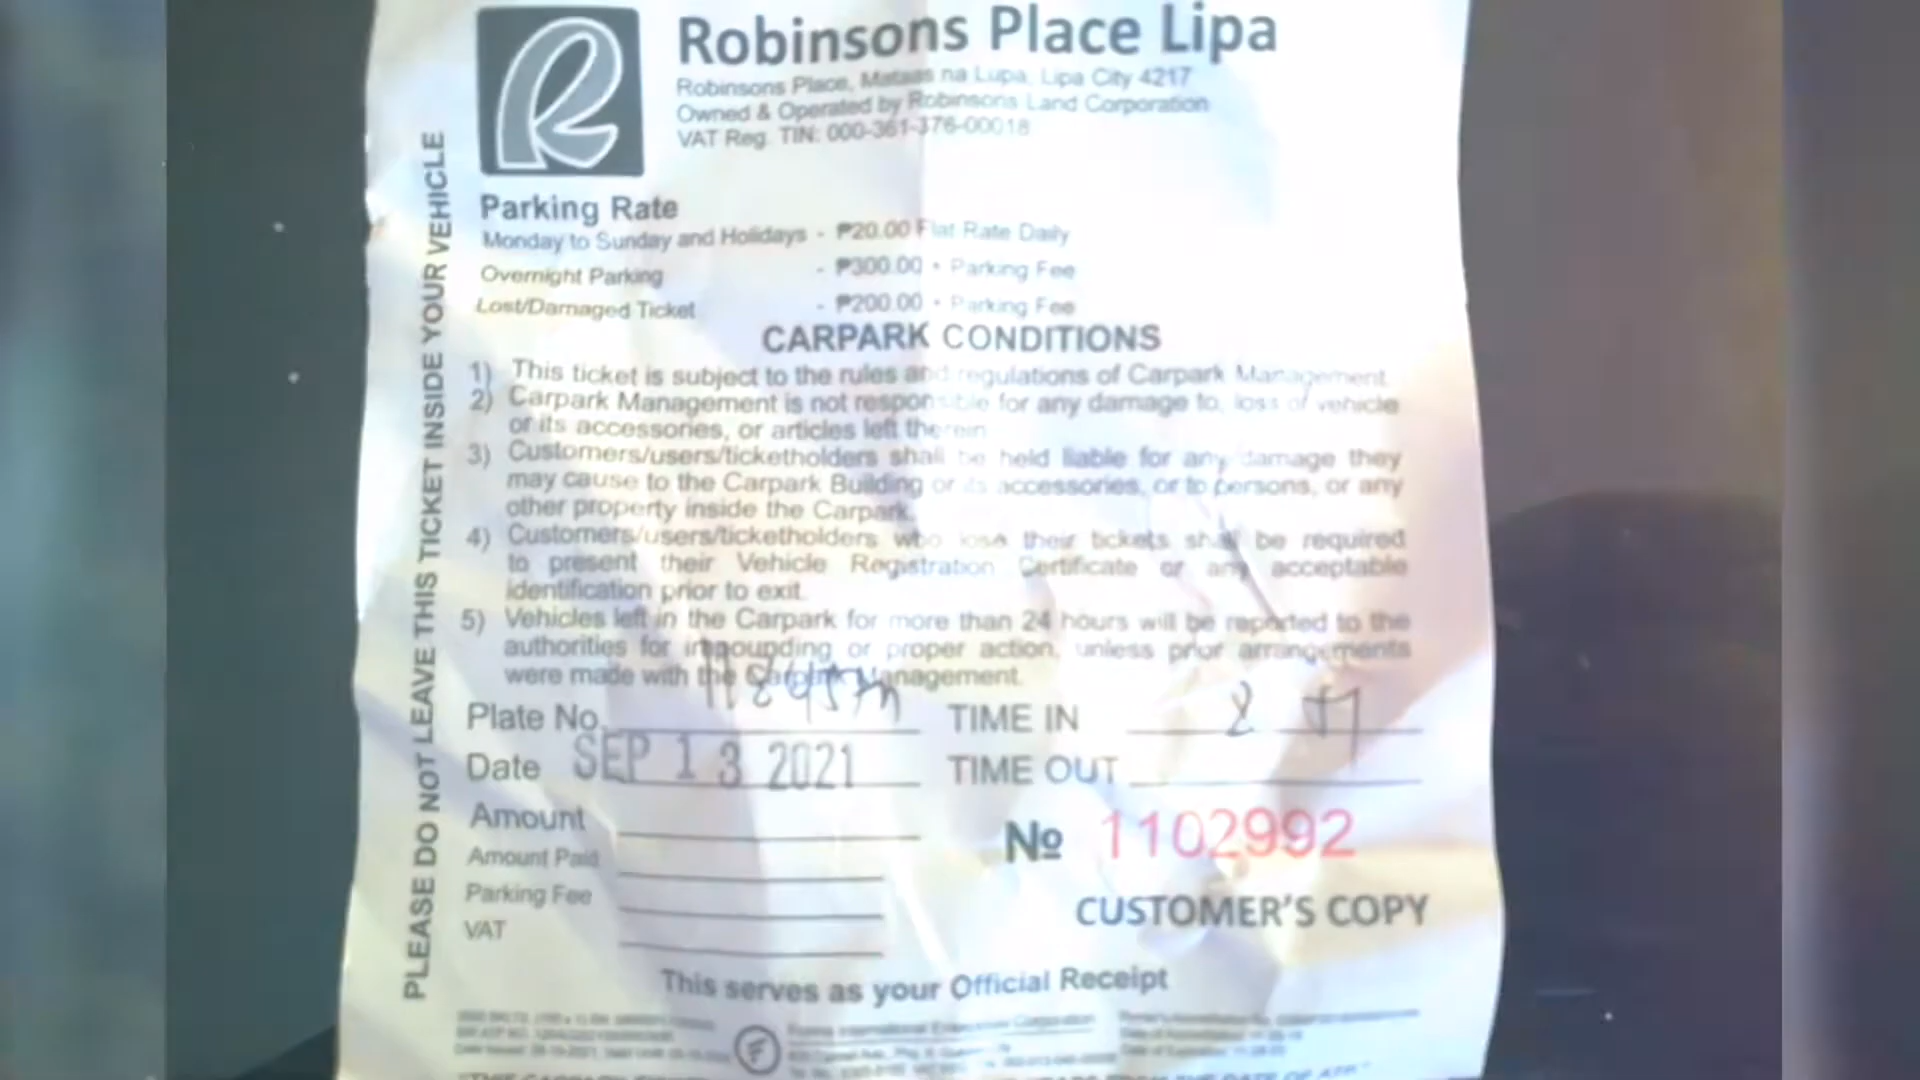 Robinsons Place Lipa
Robinsons Place, Mataas na Lupa, Lipa City 4217
Owned & Operated by Robinsons Land Corporation
VAT Reg. TIN: 000-361-376-00018
PLEASE DO NOT LEAVE THIS TICKET INSIDE YOUR VEHICLE
Parking Rate
Monday to Sunday and Holidays - ₱20.00 Flat Rate Daily
Overnight Parking - ₱300.00 + Parking Fee
Lost/Damaged Ticket - ₱200.00 + Parking Fee
CARPARK CONDITIONS
1) This ticket is subject to the rules and regulations of Carpark Management.
2) Carpark Management is not responsible for any damage to, loss of vehicle
of its accessories, or articles left therein
3) Customers/users/ticketholders shall be held liable for any damage they
may cause to the Carpark Building or its accessories, or to persons, or any
other property inside the Carpark.
4) Customers/users/ticketholders who lose their tickets shall be required
to present their Vehicle Registration Certificate or any acceptable
identification prior to exit.
5) Vehicles left in the Carpark for more than 24 hours will be reported to the
authorities for impounding or proper action, unless prior arrangements
were made with the Carpark Management.
Plate No. TIME IN
Date SEP 13 2021 TIME OUT
Amount
№ 1102992
Amount Paid
Parking Fee
CUSTOMER'S COPY
VAT
This serves as your Official Receipt